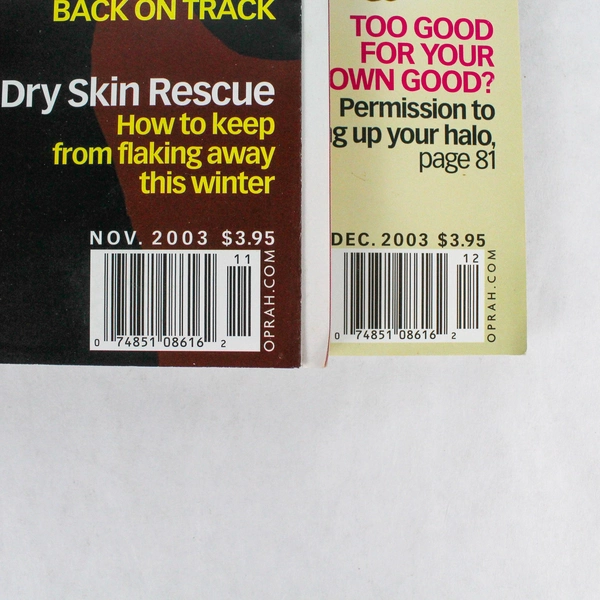 BACK ON TRACK
Dry Skin Rescue
How to keep
from flaking away
this winter
NOV. 2003 $3.95
11
OPRAH.COM
0 74851 08616 2
TOO GOOD
FOR YOUR
OWN GOOD?
Permission to
up your halo,
page 81
DEC. 2003 $3.95
12
OPRAH.COM
0 74851 08616 2